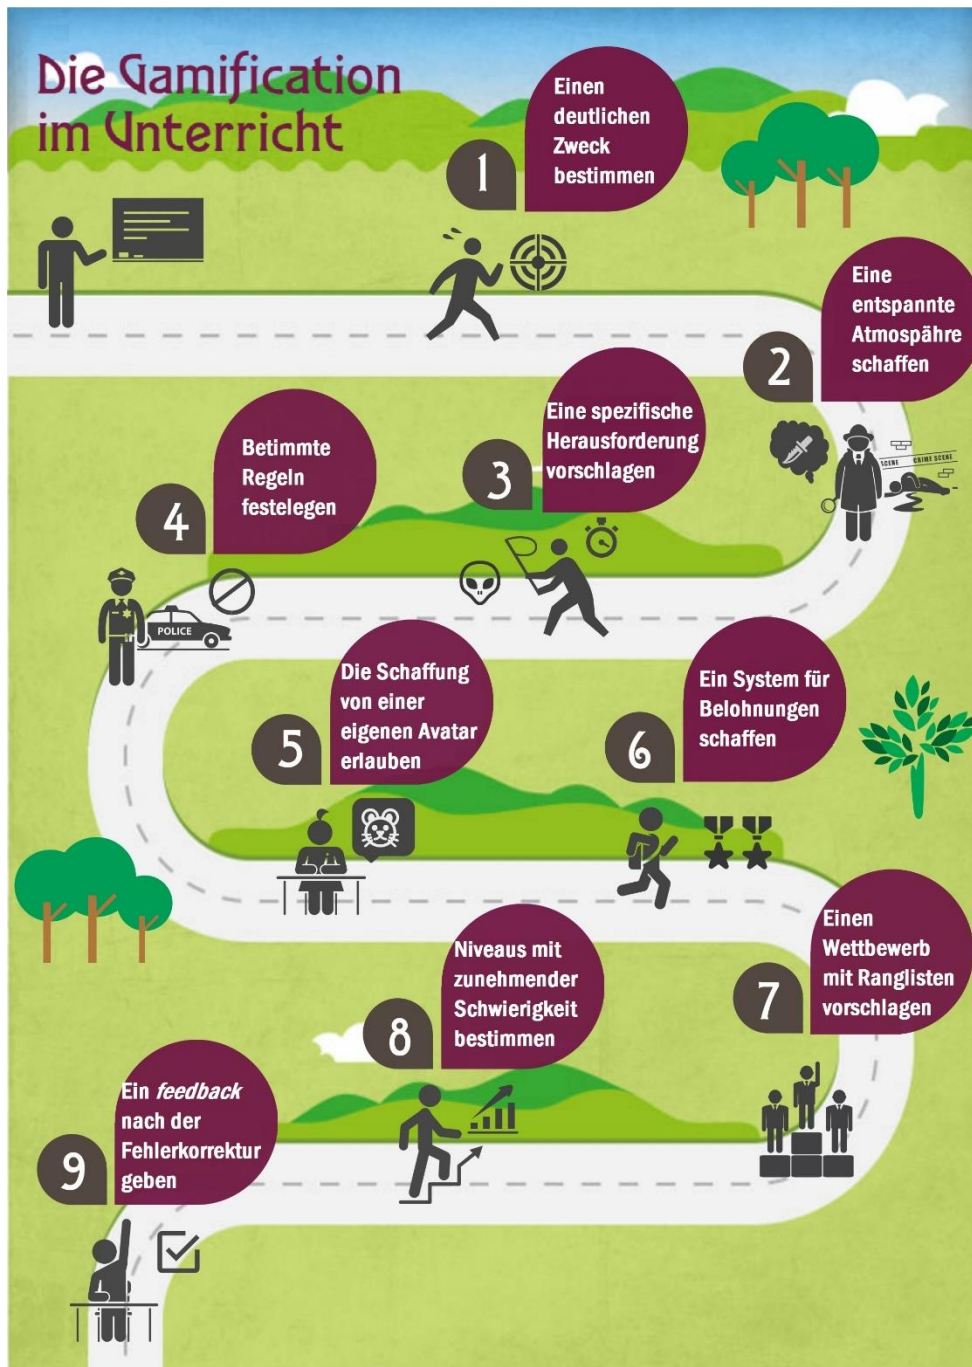 Die Gamification
im Unterricht
1
Einen
deutlichen
Zweck
bestimmen
2
Eine
entspannte
Atmospähre
schaffen
SCENE CRIME SCENE
3
Eine spezifische
Herausforderung
vorschlagen
4
Betimmte
Regeln
festelegen
POLICE
5
Die Schaffung
von einer
eigenen Avatar
erlauben
6
Ein System für
Belohnungen
schaffen
7
Einen
Wettbewerb
mit Ranglisten
vorschlagen
8
Niveaus mit
zunehmender
Schwierigkeit
bestimmen
9
Ein feedback
nach der
Fehlerkorrektur
geben